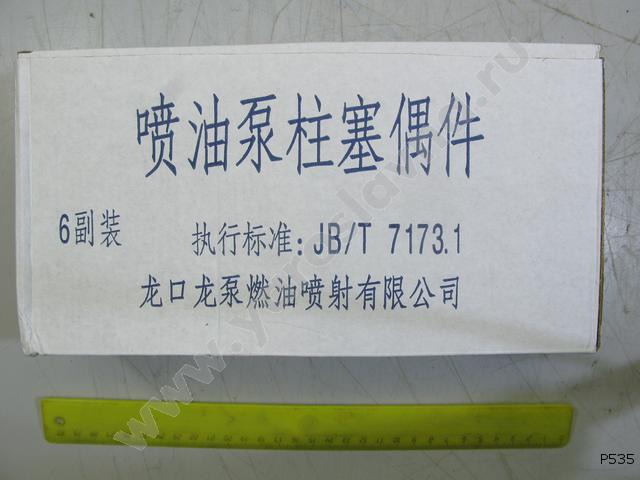 喷油泵柱塞偶件
6副装
执行标准: JB/T 7173.1
龙口龙泵燃油喷射有限公司
P535